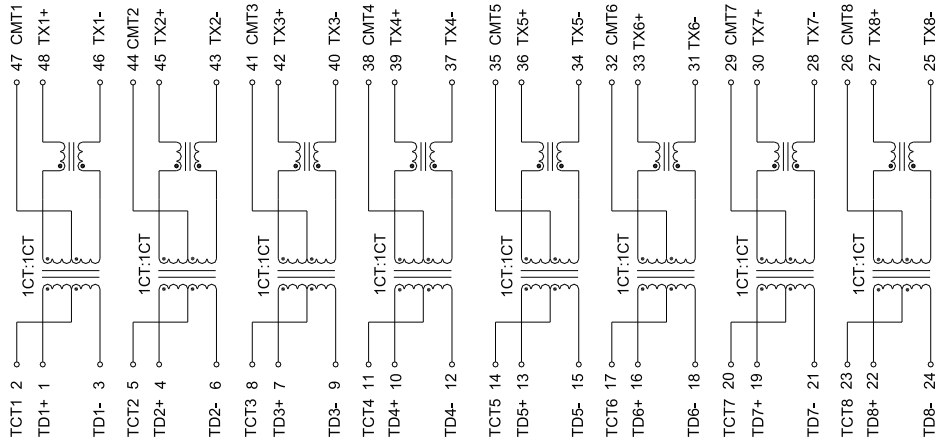 47 CMT1
48 TX1+
46 TX1-
44 CMT2
45 TX2+
43 TX2-
41 CMT3
42 TX3+
40 TX3-
38 CMT4
39 TX4+
37 TX4-
35 CMT5
36 TX5+
34 TX5-
32 CMT6
33 TX6+
31 TX6-
29 CMT7
30 TX7+
28 TX7-
26 CMT8
27 TX8+
25 TX8-
1CT:1CT
1CT:1CT
1CT:1CT
1CT:1CT
1CT:1CT
1CT:1CT
1CT:1CT
1CT:1CT
TCT1 2
TD1+ 1
TD1- 3
TCT2 5
TD2+ 4
TD2- 6
TCT3 8
TD3+ 7
TD3- 9
TCT4 11
TD4+ 10
TD4- 12
TCT5 14
TD5+ 13
TD5- 15
TCT6 17
TD6+ 16
TD6- 18
TCT7 20
TD7+ 19
TD7- 21
TCT8 23
TD8+ 22
TD8- 24